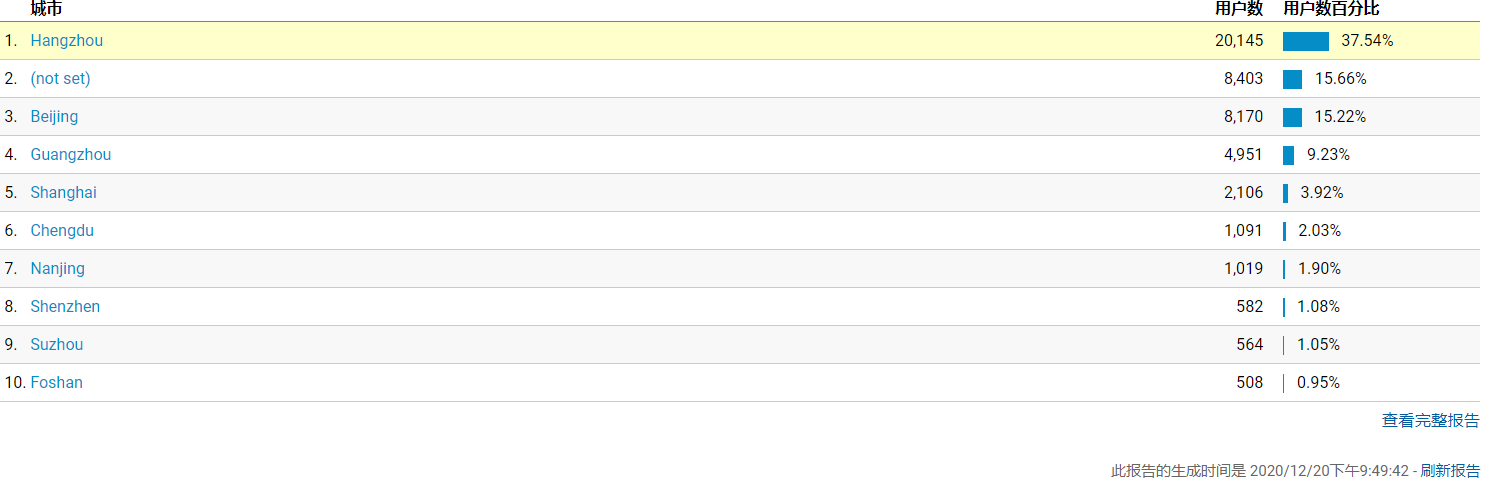 城市 用户数 用户数百分比
1. Hangzhou 20,145 37.54%
2. (not set) 8,403 15.66%
3. Beijing 8,170 15.22%
4. Guangzhou 4,951 9.23%
5. Shanghai 2,106 3.92%
6. Chengdu 1,091 2.03%
7. Nanjing 1,019 1.90%
8. Shenzhen 582 1.08%
9. Suzhou 564 1.05%
10. Foshan 508 0.95%
查看完整报告
此报告的生成时间是 2020/12/20下午9:49:42 - 刷新报告